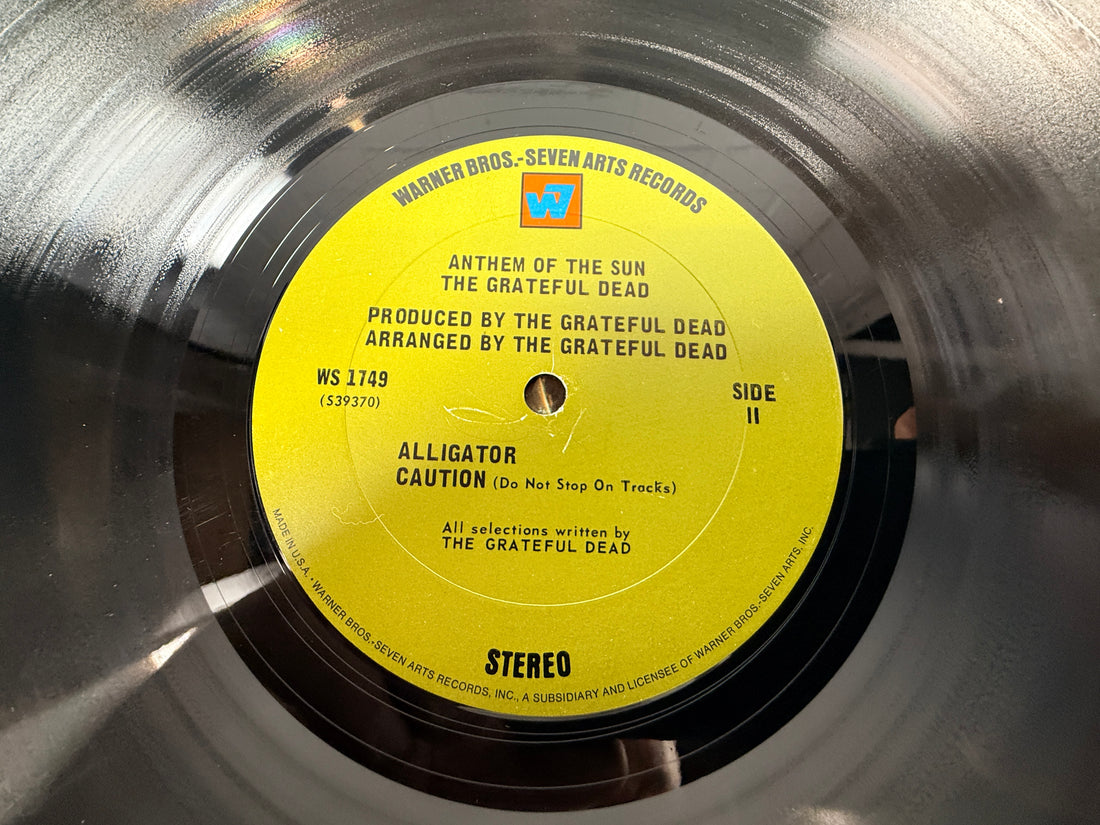 WARNER BROS.-SEVEN ARTS RECORDS
W7
ANTHEM OF THE SUN
THE GRATEFUL DEAD
PRODUCED BY THE GRATEFUL DEAD
ARRANGED BY THE GRATEFUL DEAD
WS 1749
(S39370)
SIDE
II
ALLIGATOR
CAUTION (Do Not Stop On Tracks)
All selections written by
THE GRATEFUL DEAD
STEREO
MADE IN U.S.A. • WARNER BROS.-SEVEN ARTS RECORDS, INC., A SUBSIDIARY AND LICENSEE OF WARNER BROS.-SEVEN ARTS, INC.